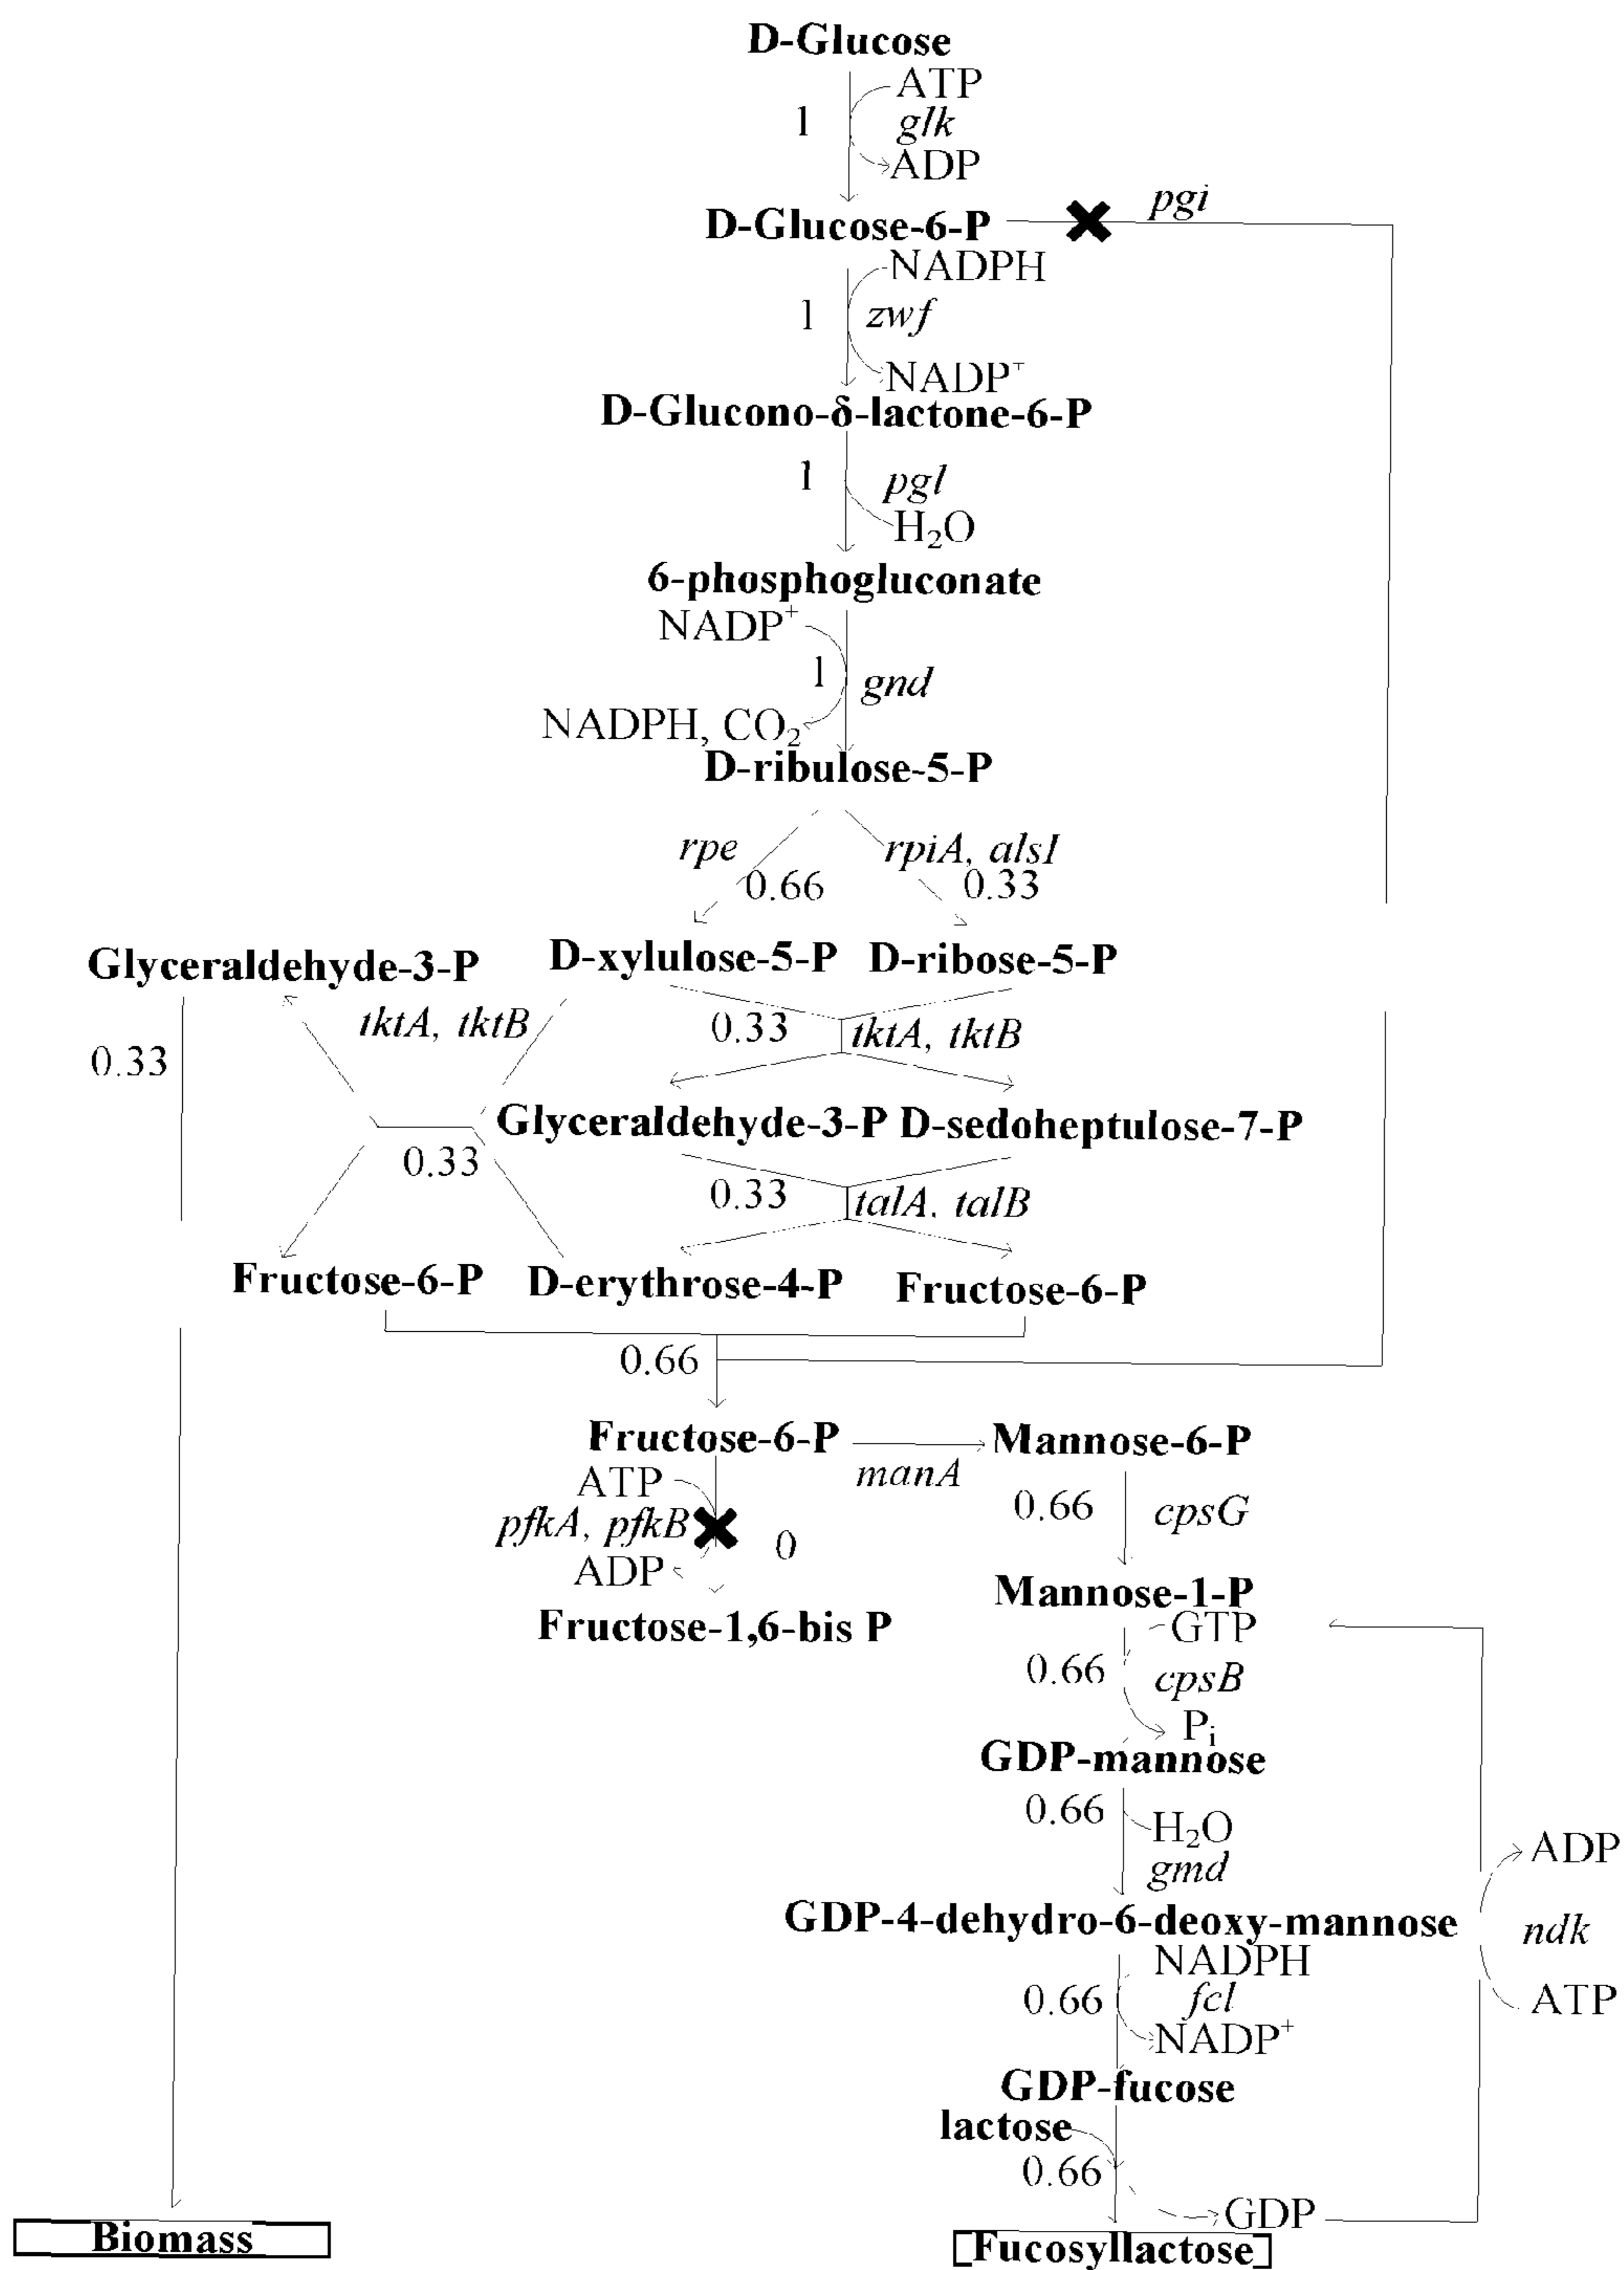 D-Glucose
ATP
1
glk
ADP
pgi
D-Glucose-6-P
NADPH
1
zwf
NADP⁺
D-Glucono-δ-lactone-6-P
1
pgl
H₂O
6-phosphogluconate
NADP⁺
1
gnd
NADPH, CO₂
D-ribulose-5-P
rpe
rpiA, alsI
0.66
0.33
Glyceraldehyde-3-P
D-xylulose-5-P
D-ribose-5-P
tktA, tktB
0.33
tktA, tktB
0.33
Glyceraldehyde-3-P
D-sedoheptulose-7-P
0.33
0.33
talA, talB
Fructose-6-P
D-erythrose-4-P
Fructose-6-P
0.66
Fructose-6-P
Mannose-6-P
manA
ATP
0.66
cpsG
pfkA, pfkB
0
ADP
Mannose-1-P
Fructose-1,6-bis P
GTP
0.66
cpsB
Pᵢ
GDP-mannose
0.66
H₂O
gmd
ADP
GDP-4-dehydro-6-deoxy-mannose
ndk
NADPH
0.66
fcl
ATP
NADP⁺
GDP-fucose
lactose
0.66
GDP
Biomass
Fucosyllactose